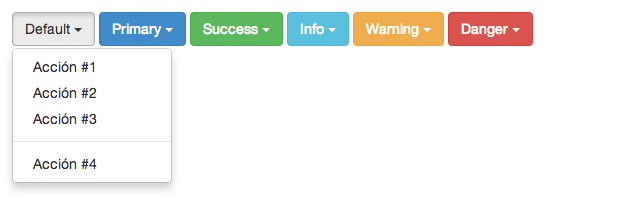 Default Primary Success Info Warning Danger
Acción #1
Acción #2
Acción #3
Acción #4